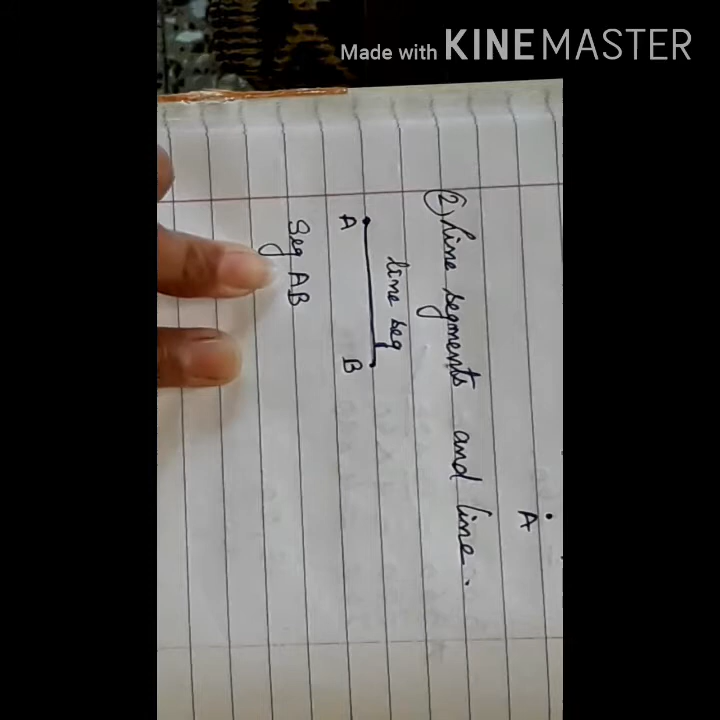 Made with KINEMASTER
A
② Line segments and line.
line seg
A B
Seg AB